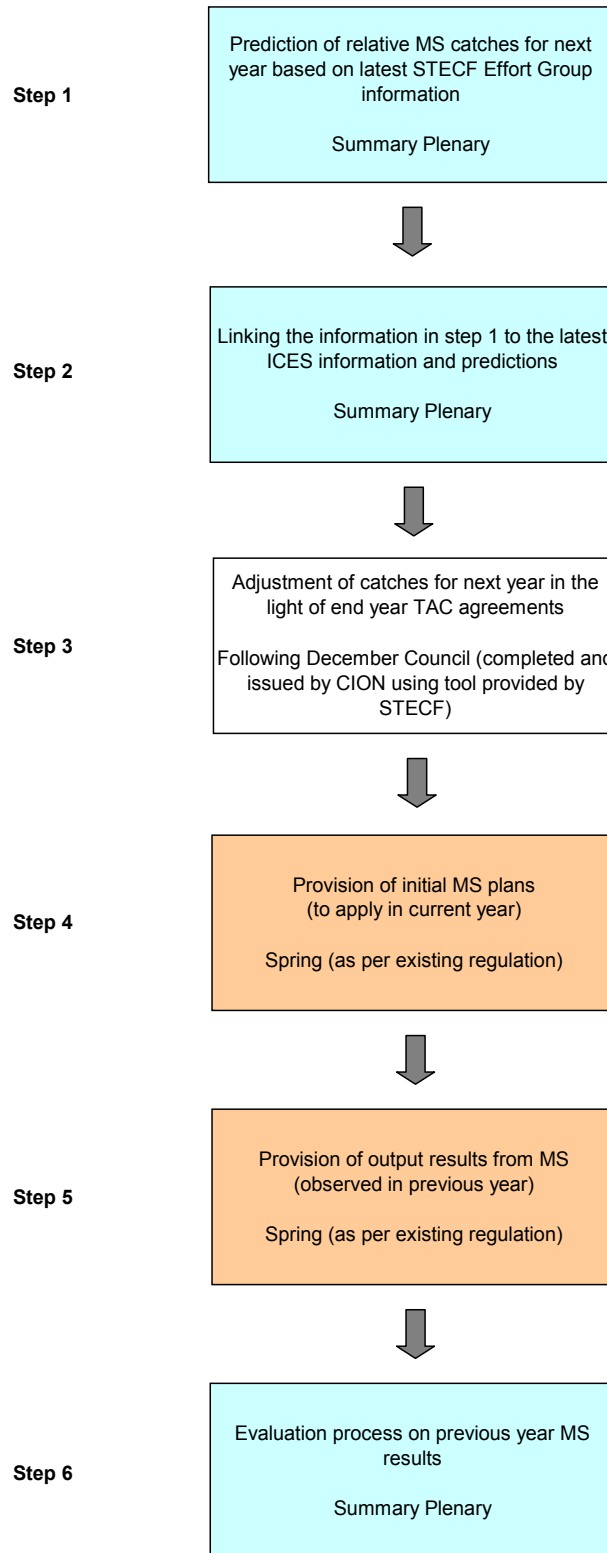 Step 1
Prediction of relative MS catches for next
year based on latest STECF Effort Group
information
Summary Plenary
Step 2
Linking the information in step 1 to the latest
ICES information and predictions
Summary Plenary
Step 3
Adjustment of catches for next year in the
light of end year TAC agreements
Following December Council (completed and
issued by CION using tool provided by
STECF)
Step 4
Provision of initial MS plans
(to apply in current year)
Spring (as per existing regulation)
Step 5
Provision of output results from MS
(observed in previous year)
Spring (as per existing regulation)
Step 6
Evaluation process on previous year MS
results
Summary Plenary